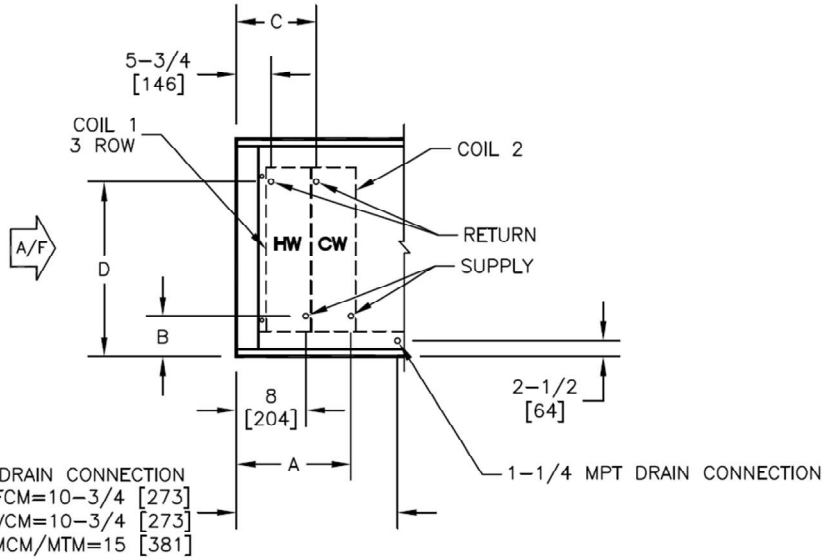 C
5-3/4
[146]
COIL 1
3 ROW
COIL 2
A/F
D
HW
CW
RETURN
SUPPLY
B
8
[204]
2-1/2
[64]
A
1-1/4 MPT DRAIN CONNECTION
DRAIN CONNECTION
FCM=10-3/4 [273]
VCM=10-3/4 [273]
MCM/MTM=15 [381]